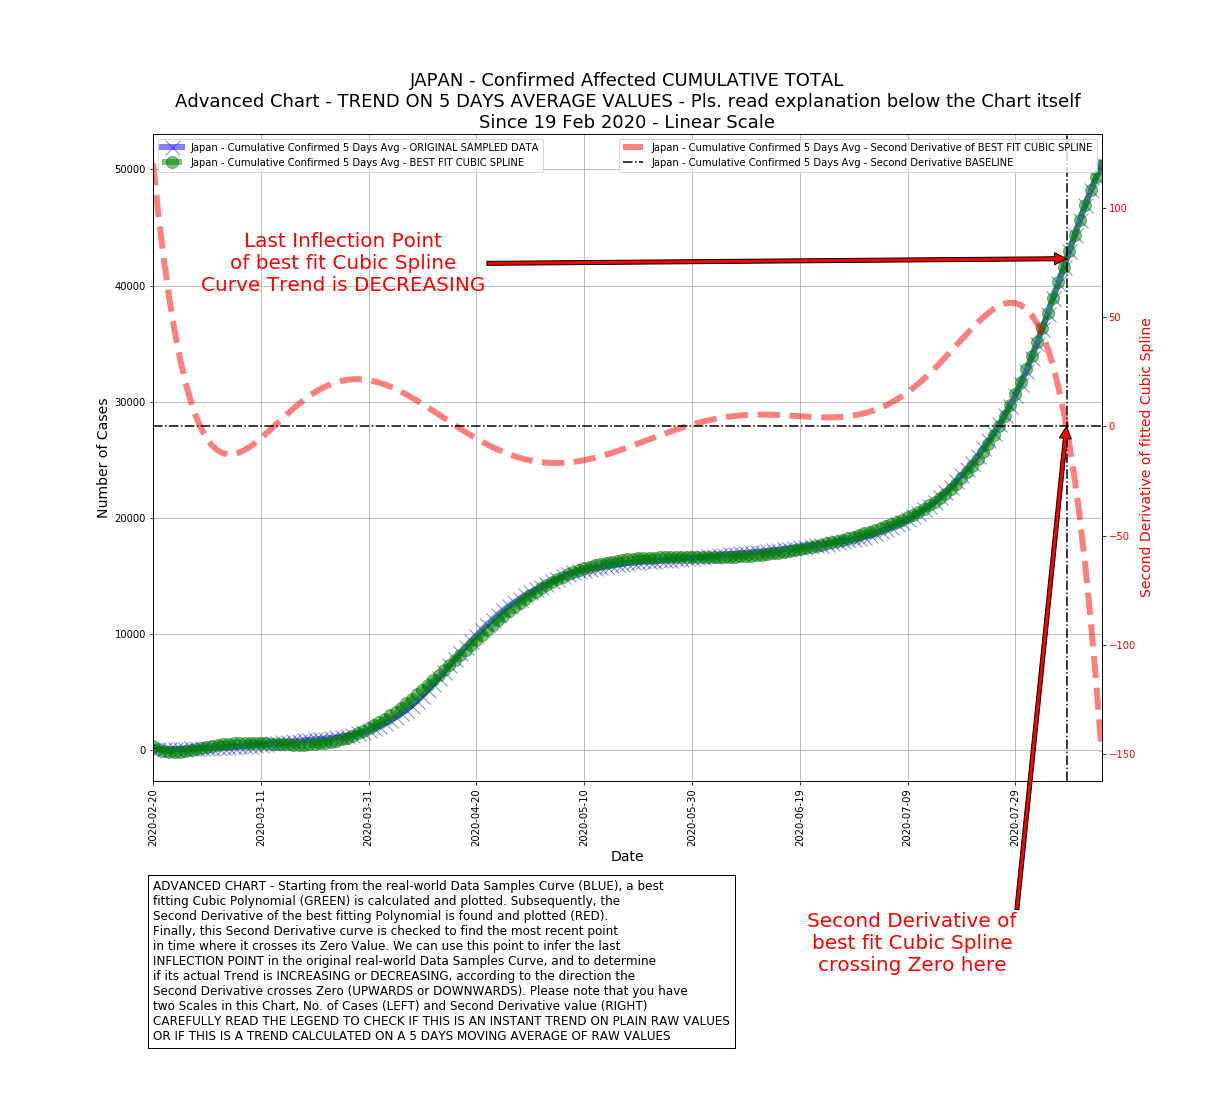 JAPAN - Confirmed Affected CUMULATIVE TOTAL
Advanced Chart - TREND ON 5 DAYS AVERAGE VALUES - Pls. read explanation below the Chart itself
Since 19 Feb 2020 - Linear Scale
Japan - Cumulative Confirmed 5 Days Avg - ORIGINAL SAMPLED DATA
Japan - Cumulative Confirmed 5 Days Avg - BEST FIT CUBIC SPLINE
Japan - Cumulative Confirmed 5 Days Avg - Second Derivative of BEST FIT CUBIC SPLINE
Japan - Cumulative Confirmed 5 Days Avg - Second Derivative BASELINE
Last Inflection Point
of best fit Cubic Spline
Curve Trend is DECREASING
Number of Cases
50000
40000
30000
20000
10000
0
100
50
0
−50
−100
−150
Second Derivative of fitted Cubic Spline
2020-02-20
2020-03-11
2020-03-31
2020-04-20
2020-05-10
2020-05-30
2020-06-19
2020-07-09
2020-07-29
Date
ADVANCED CHART - Starting from the real-world Data Samples Curve (BLUE), a best
fitting Cubic Polynomial (GREEN) is calculated and plotted. Subsequently, the
Second Derivative of the best fitting Polynomial is found and plotted (RED).
Finally, this Second Derivative curve is checked to find the most recent point
in time where it crosses its Zero Value. We can use this point to infer the last
INFLECTION POINT in the original real-world Data Samples Curve, and to determine
if its actual Trend is INCREASING or DECREASING, according to the direction the
Second Derivative crosses Zero (UPWARDS or DOWNWARDS). Please note that you have
two Scales in this Chart, No. of Cases (LEFT) and Second Derivative value (RIGHT)
CAREFULLY READ THE LEGEND TO CHECK IF THIS IS AN INSTANT TREND ON PLAIN RAW VALUES
OR IF THIS IS A TREND CALCULATED ON A 5 DAYS MOVING AVERAGE OF RAW VALUES
Second Derivative of
best fit Cubic Spline
crossing Zero here